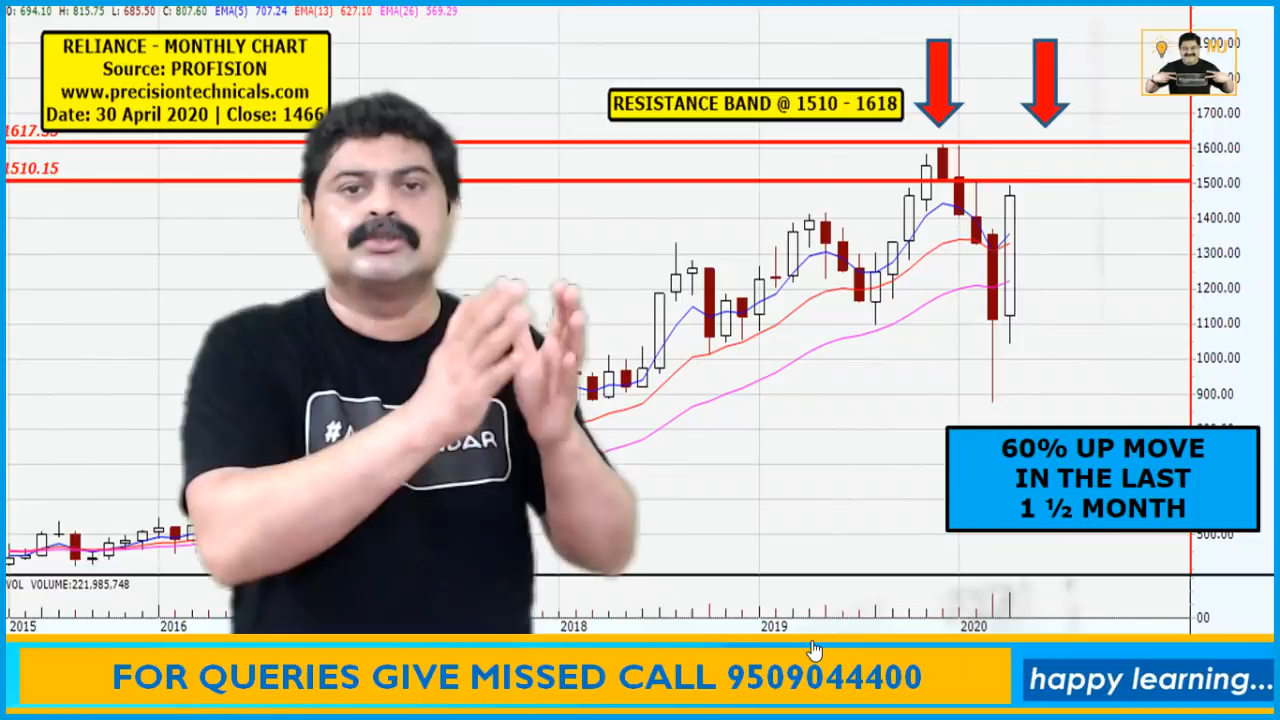 O: 694.10 H: 815.75 L: 685.50 C: 807.60 EMA(5) 707.24 EMA(13) 627.10 EMA(26) 569.29
RELIANCE - MONTHLY CHART
Source: PROFISION
www.precisiontechnicals.com
Date: 30 April 2020 | Close: 1466
RESISTANCE BAND @ 1510 - 1618
MJ
1510.15
1700.00
1600.00
1500.00
1400.00
1300.00
1200.00
1100.00
1000.00
900.00
500.00
60% UP MOVE
IN THE LAST
1 ½ MONTH
VOL VOLUME:221,985,748
00
2015 2016 2018 2019 2020
FOR QUERIES GIVE MISSED CALL 9509044400
happy learning...